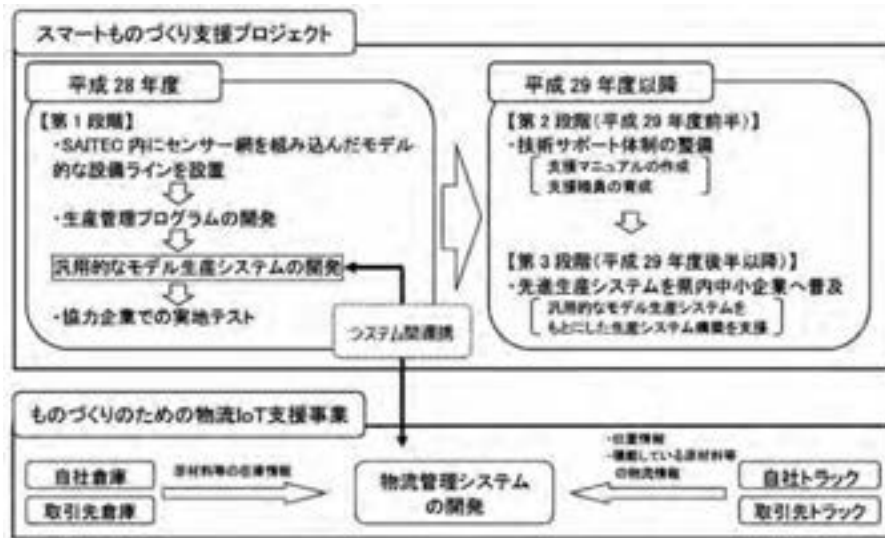 スマートものづくり支援プロジェクト
平成28年度
【第1段階】
・SAITEC内にセンサー網を組み込んだモデル
的な設備ラインを設置
・生産管理プログラムの開発
汎用的なモデル生産システムの開発
・協力企業での実地テスト
システム間連携
平成29年度以降
【第2段階(平成29年度前半)】
・技術サポート体制の整備
支援マニュアルの作成
支援職員の育成
【第3段階(平成29年度後半以降)】
・先進生産システムを県内中小企業へ普及
汎用的なモデル生産システムを
もとにした生産システム構築を支援
ものづくりのための物流IoT支援事業
自社倉庫
取引先倉庫
原材料等の在庫情報
物流管理システム
の開発
・位置情報
・積載している原材料等
の物流情報
自社トラック
取引先トラック